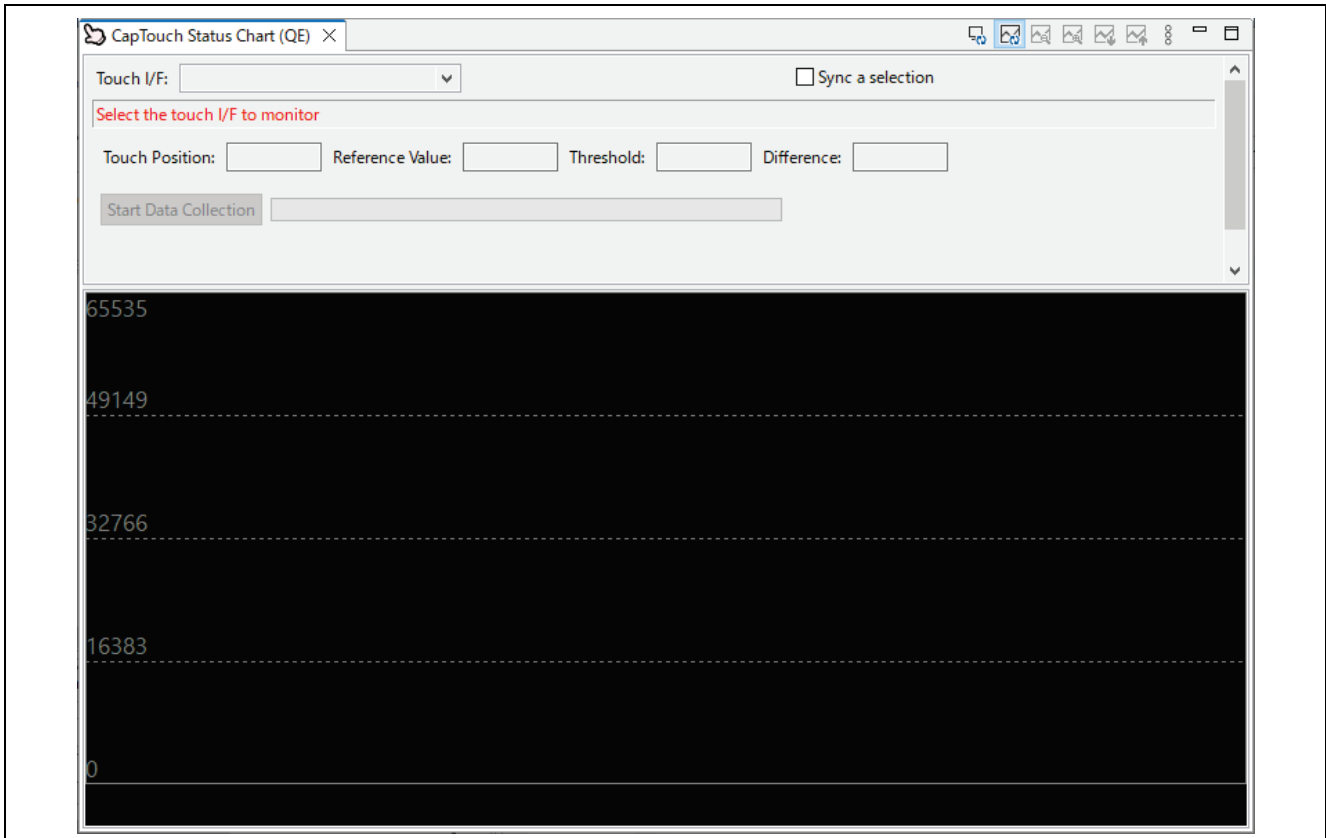 CapTouch Status Chart (QE)
Touch I/F:
Sync a selection
Select the touch I/F to monitor
Touch Position: Reference Value: Threshold: Difference:
Start Data Collection
65535
49149
32766
16383
0